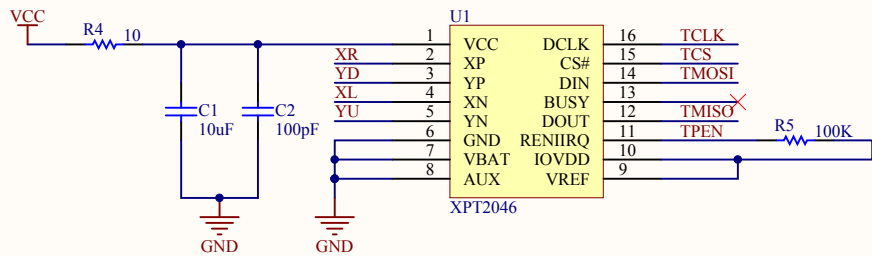 VCC
R4
10
C1
10uF
C2
100pF
GND
GND
U1
XR
YD
XL
YU
1
2
3
4
5
6
7
8
VCC
XP
YP
XN
YN
GND
VBAT
AUX
DCLK
CS#
DIN
BUSY
DOUT
RENIIRQ
IOVDD
VREF
16
15
14
13
12
11
10
9
TCLK
TCS
TMOSI
TMISO
TPEN
R5
100K
XPT2046